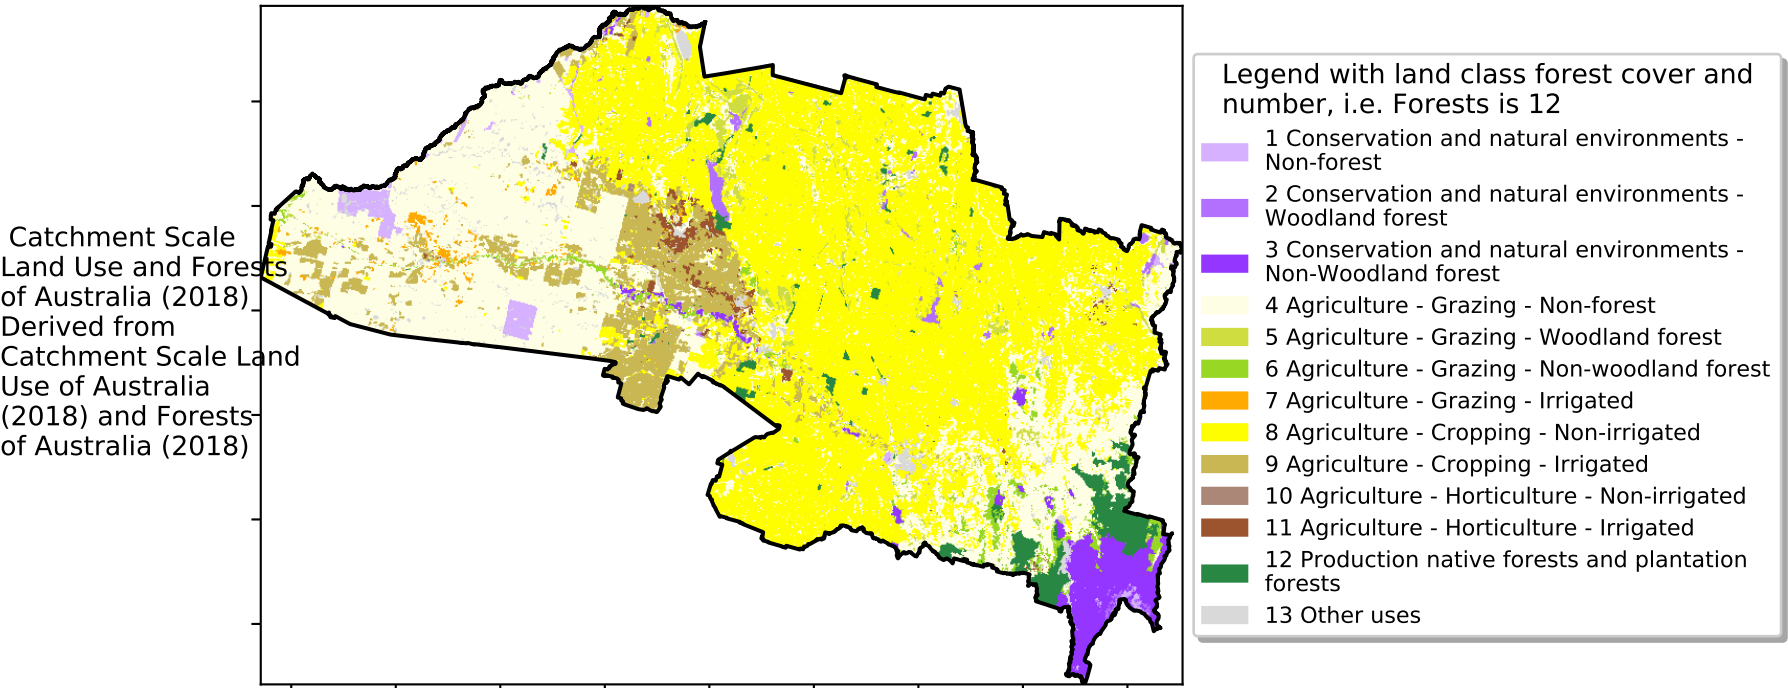 Catchment Scale
Land Use and Forests
of Australia (2018)
Derived from
Catchment Scale Land
Use of Australia
(2018) and Forests
of Australia (2018)
Legend with land class forest cover and
number, i.e. Forests is 12
1 Conservation and natural environments -
Non-forest
2 Conservation and natural environments -
Woodland forest
3 Conservation and natural environments -
Non-Woodland forest
4 Agriculture - Grazing - Non-forest
5 Agriculture - Grazing - Woodland forest
6 Agriculture - Grazing - Non-woodland forest
7 Agriculture - Grazing - Irrigated
8 Agriculture - Cropping - Non-irrigated
9 Agriculture - Cropping - Irrigated
10 Agriculture - Horticulture - Non-irrigated
11 Agriculture - Horticulture - Irrigated
12 Production native forests and plantation
forests
13 Other uses